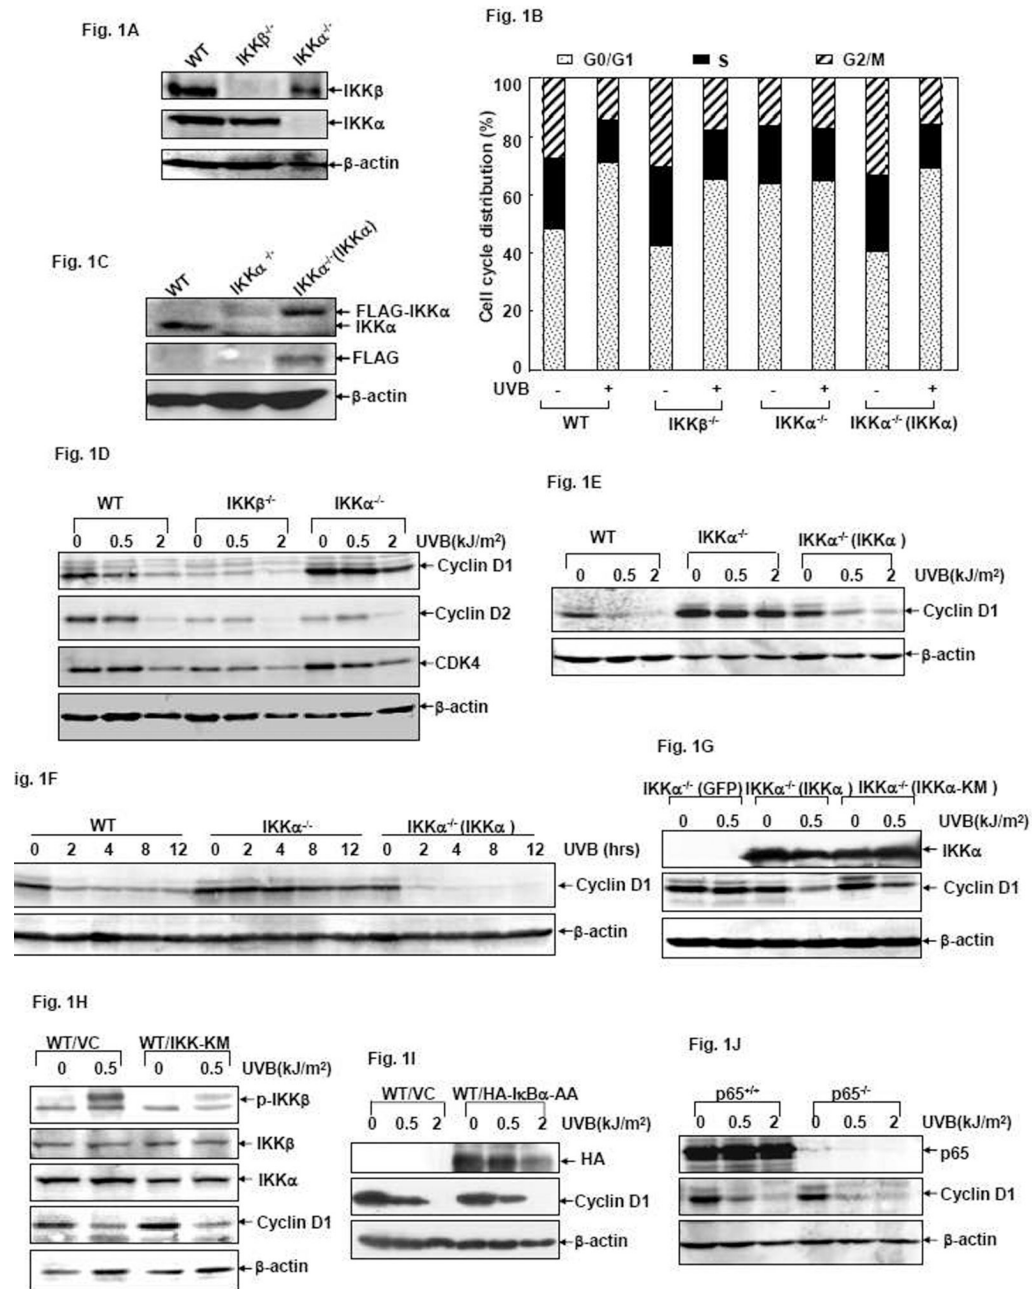 Fig. 1A
WT IKKβ-/- IKKα-/-
IKKβ
IKKα
β-actin
Fig. 1B
G0/G1 S G2/M
Cell cycle distribution (%)
100
80
60
40
20
0
UVB - + - + - + - +
WT IKKβ-/- IKKα-/- IKKα-/- (IKKα)
Fig. 1C
WT IKKα-/- IKKα-/-(IKKα)
FLAG-IKKα
IKKα
FLAG
β-actin
Fig. 1D
WT IKKβ-/- IKKα-/-
0 0.5 2 0 0.5 2 0 0.5 2 UVB(kJ/m²)
Cyclin D1
Cyclin D2
CDK4
β-actin
Fig. 1E
WT IKKα-/- IKKα-/- (IKKα )
0 0.5 2 0 0.5 2 0 0.5 2 UVB(kJ/m²)
Cyclin D1
β-actin
ig. 1F
WT IKKα-/- IKKα-/- (IKKα )
0 2 4 8 12 0 2 4 8 12 0 2 4 8 12 UVB (hrs)
Cyclin D1
β-actin
Fig. 1G
IKKα-/- (GFP) IKKα-/- (IKKα ) IKKα-/- (IKKα-KM )
0 0.5 0 0.5 0 0.5 UVB(kJ/m²)
IKKα
Cyclin D1
β-actin
Fig. 1H
WT/VC WT/IKK-KM
0 0.5 0 0.5 UVB(kJ/m²)
p-IKKβ
IKKβ
IKKα
Cyclin D1
β-actin
Fig. 1I
WT/VC WT/HA-IκBα-AA
0 0.5 2 0 0.5 2 UVB(kJ/m²)
HA
Cyclin D1
β-actin
Fig. 1J
p65+/+ p65-/-
0 0.5 2 0 0.5 2 UVB(kJ/m²)
p65
Cyclin D1
β-actin